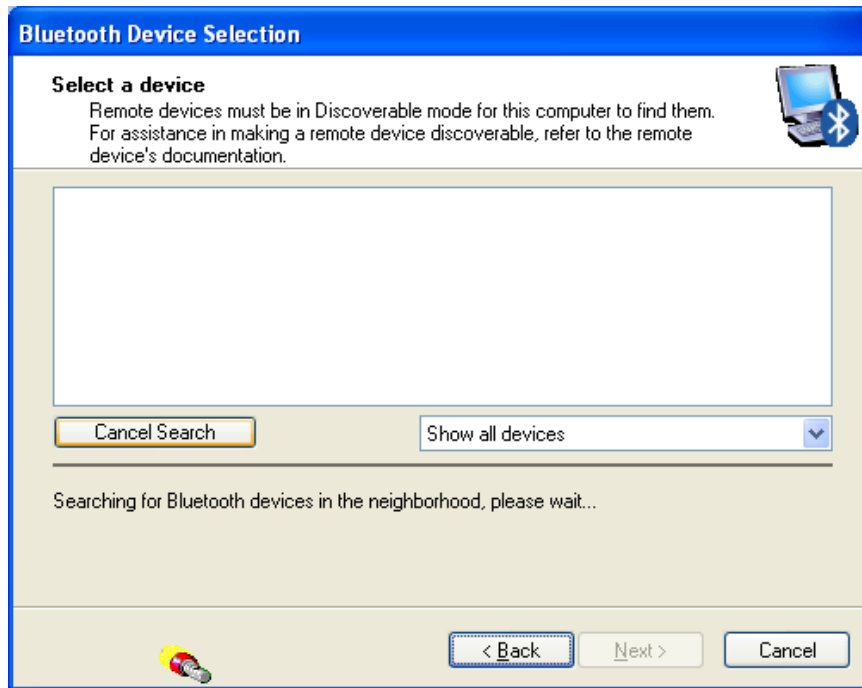 Bluetooth Device Selection
Select a device
Remote devices must be in Discoverable mode for this computer to find them.
For assistance in making a remote device discoverable, refer to the remote
device's documentation.
Cancel Search
Show all devices
Searching for Bluetooth devices in the neighborhood, please wait...
< Back
Next >
Cancel